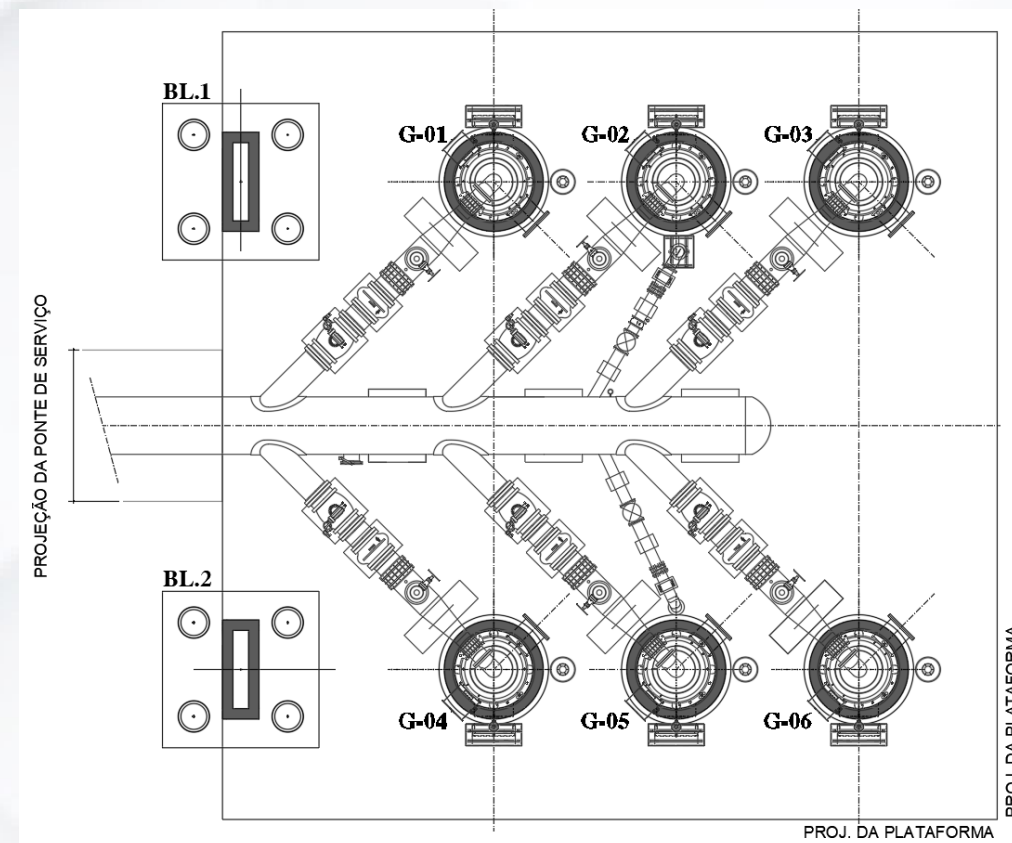 BL.1
G-01
G-02
G-03
PROJEÇÃO DA PONTE DE SERVIÇO
BL.2
G-04
G-05
G-06
PROJ. DA PLATAFORMA
PROJ. DA PLATAFORMA